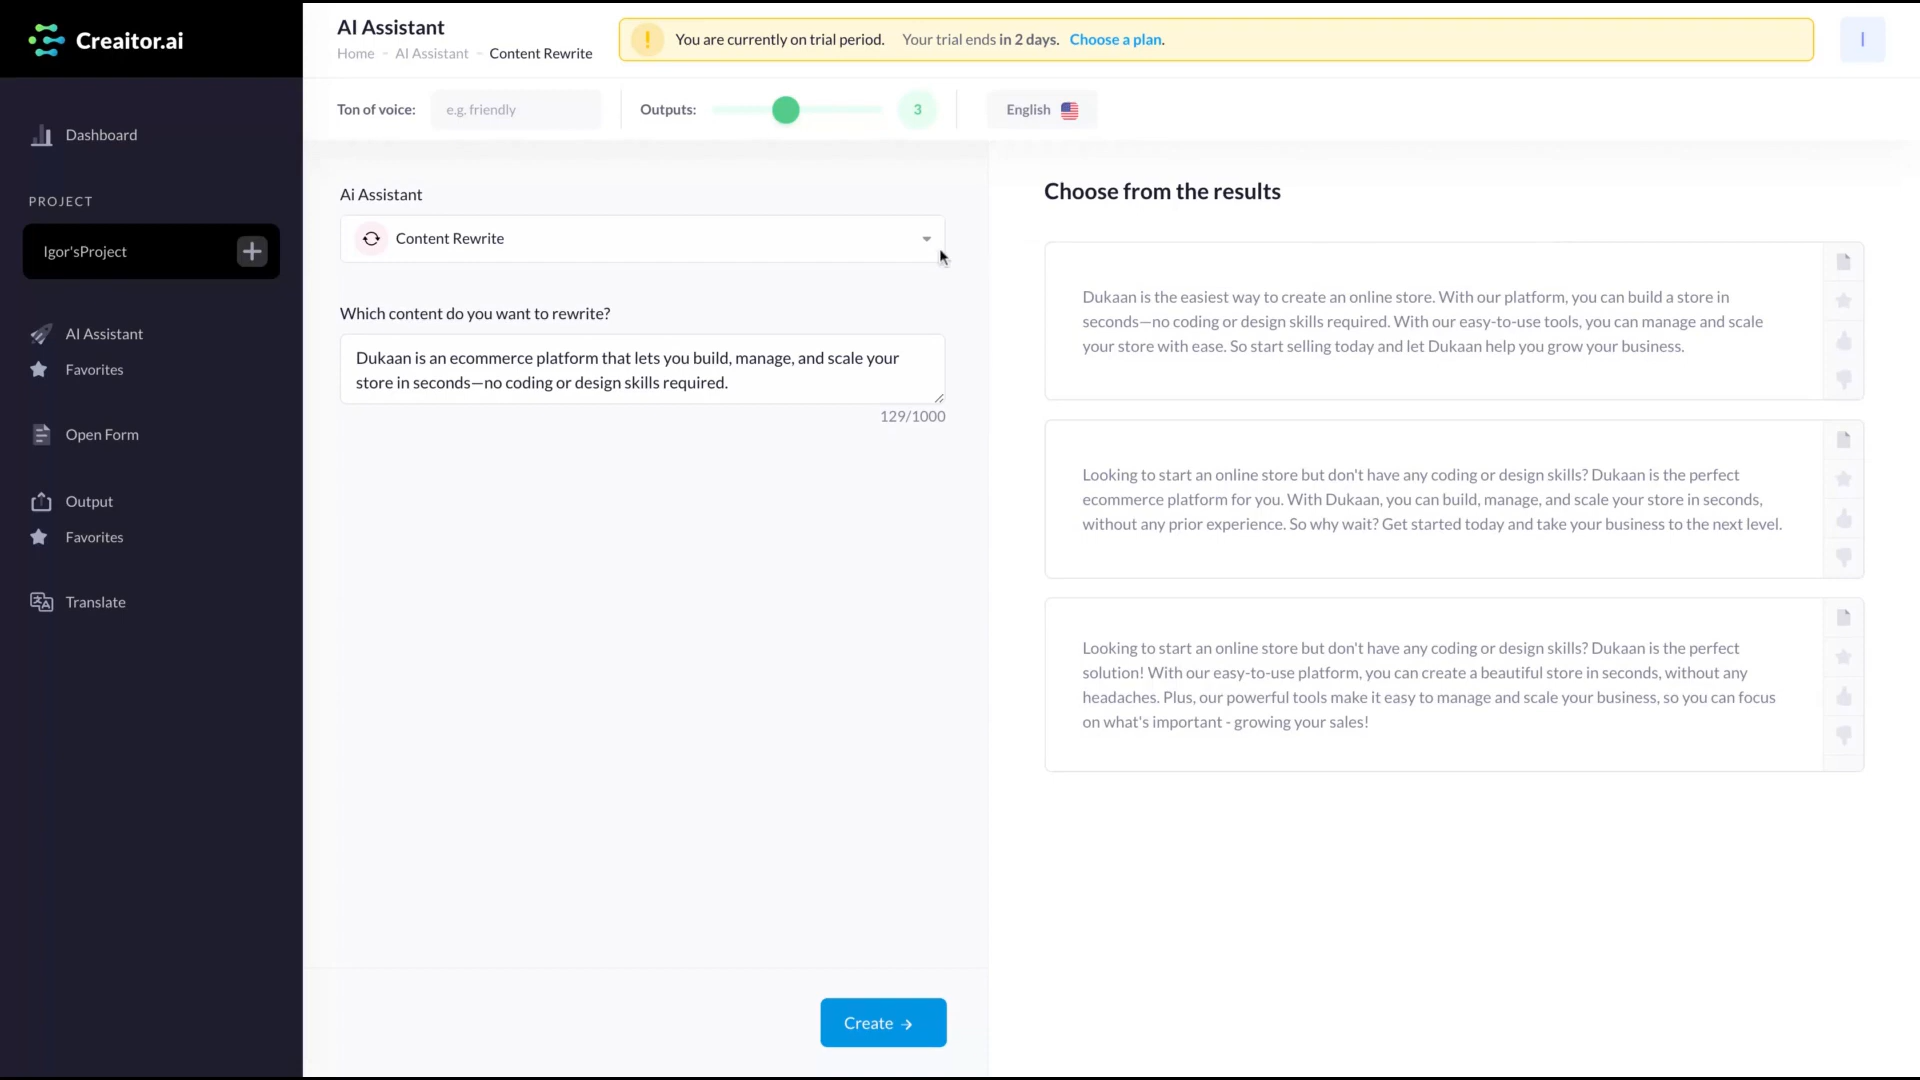 Creaitor.ai
Dashboard
PROJECT
Igor'sProject
AI Assistant
Favorites
Open Form
Output
Favorites
Translate
AI Assistant
Home - AI Assistant - Content Rewrite
You are currently on trial period. Your trial ends in 2 days. Choose a plan.
I
Ton of voice: e.g. friendly
Outputs: 3
English
Ai Assistant
Content Rewrite
Which content do you want to rewrite?
Dukaan is an ecommerce platform that lets you build, manage, and scale your
store in seconds—no coding or design skills required.
129/1000
Create
Choose from the results
Dukaan is the easiest way to create an online store. With our platform, you can build a store in
seconds—no coding or design skills required. With our easy-to-use tools, you can manage and scale
your store with ease. So start selling today and let Dukaan help you grow your business.
Looking to start an online store but don't have any coding or design skills? Dukaan is the perfect
ecommerce platform for you. With Dukaan, you can build, manage, and scale your store in seconds,
without any prior experience. So why wait? Get started today and take your business to the next level.
Looking to start an online store but don't have any coding or design skills? Dukaan is the perfect
solution! With our easy-to-use platform, you can create a beautiful store in seconds, without any
headaches. Plus, our powerful tools make it easy to manage and scale your business, so you can focus
on what's important - growing your sales!